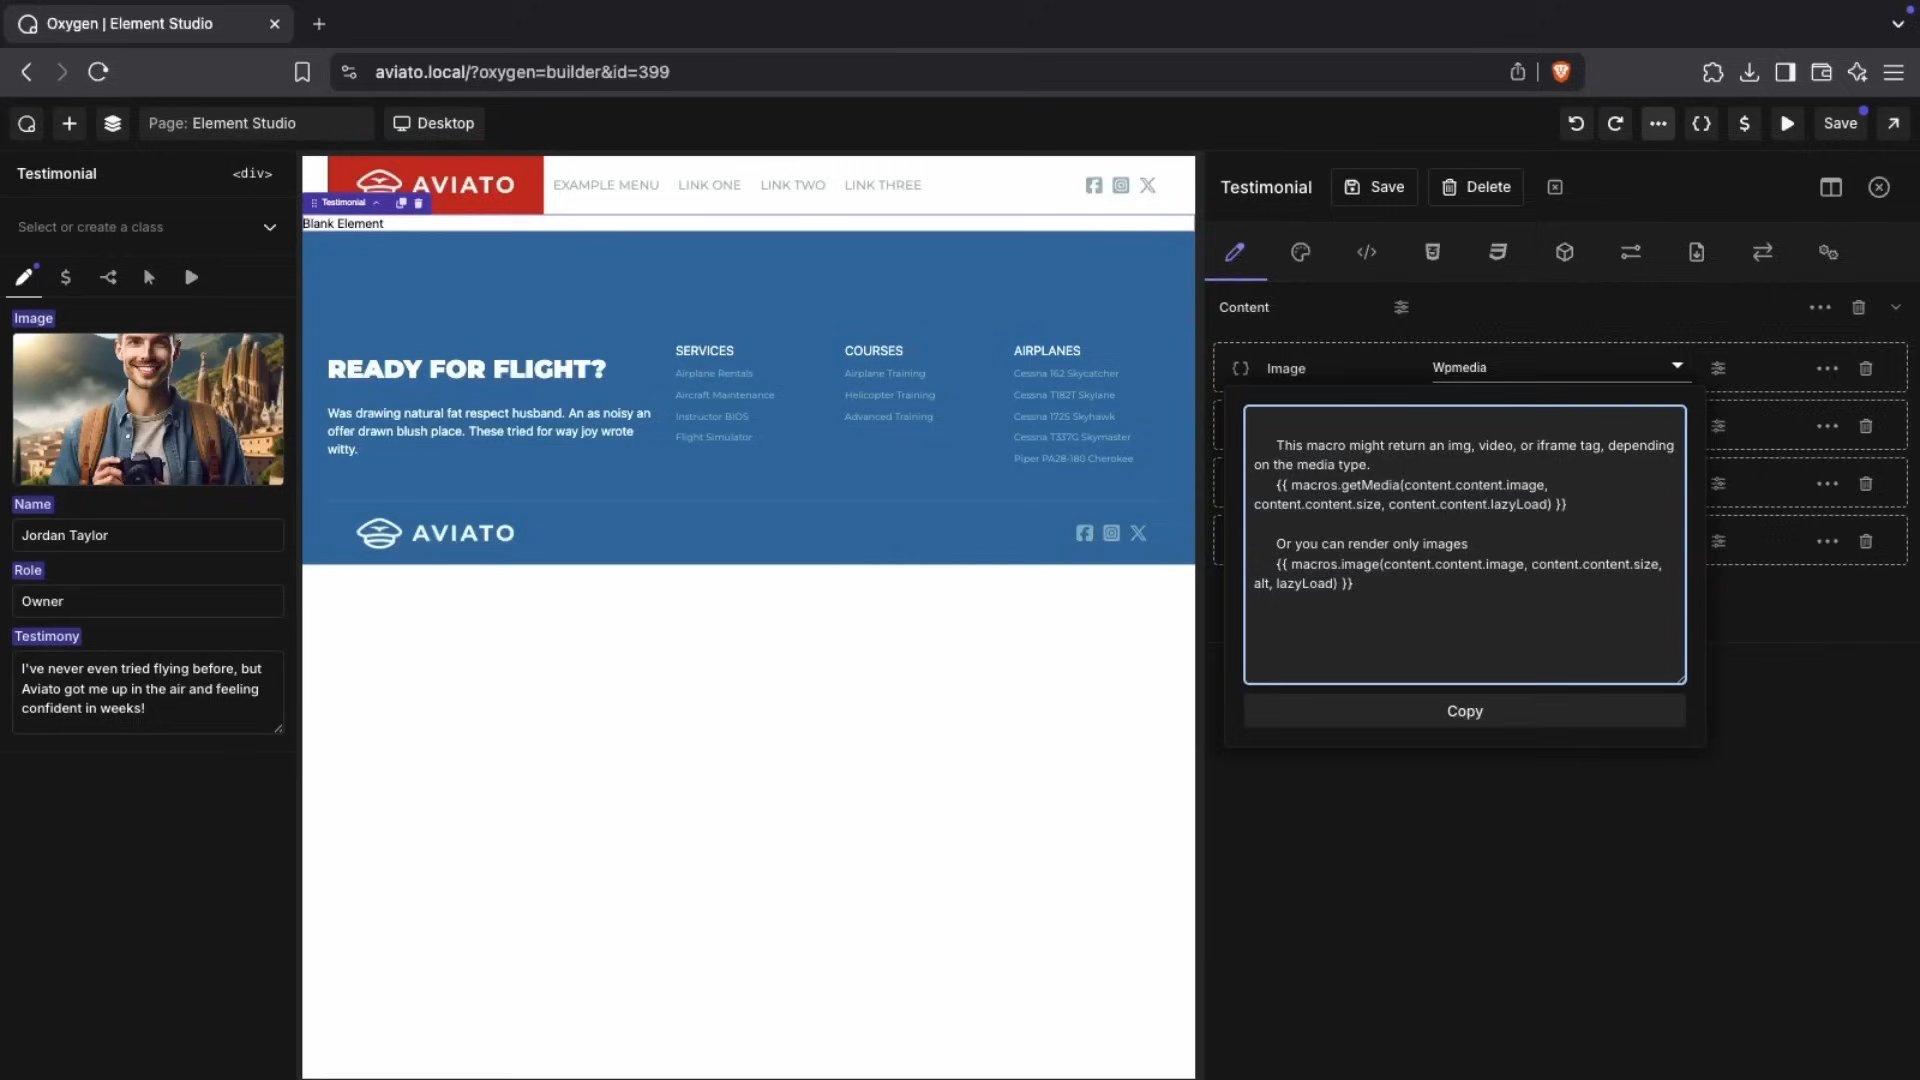 Oxygen | Element Studio
aviato.local/?oxygen=builder&id=399
Page: Element Studio
Desktop
Save
Testimonial
<div>
Select or create a class
Image
Name
Jordan Taylor
Role
Owner
Testimony
I've never even tried flying before, but
Aviato got me up in the air and feeling
confident in weeks!
AVIATO
EXAMPLE MENU
LINK ONE
LINK TWO
LINK THREE
Testimonial
Blank Element
READY FOR FLIGHT?
Was drawing natural fat respect husband. An as noisy an
offer drawn blush place. These tried for way joy wrote
witty.
SERVICES
Airplane Rentals
Aircraft Maintenance
Instructor BIOS
Flight Simulator
COURSES
Airplane Training
Helicopter Training
Advanced Training
AIRPLANES
Cessna 162 Skycatcher
Cessna T182T Skylane
Cessna 172S Skyhawk
Cessna T337G Skymaster
Piper PA28-180 Cherokee
AVIATO
Testimonial
Save
Delete
Content
Image
Wpmedia
This macro might return an img, video, or iframe tag, depending
on the media type.
{{ macros.getMedia(content.content.image,
content.content.size, content.content.lazyLoad) }}
Or you can render only images
{{ macros.image(content.content.image, content.content.size,
alt, lazyLoad) }}
Copy